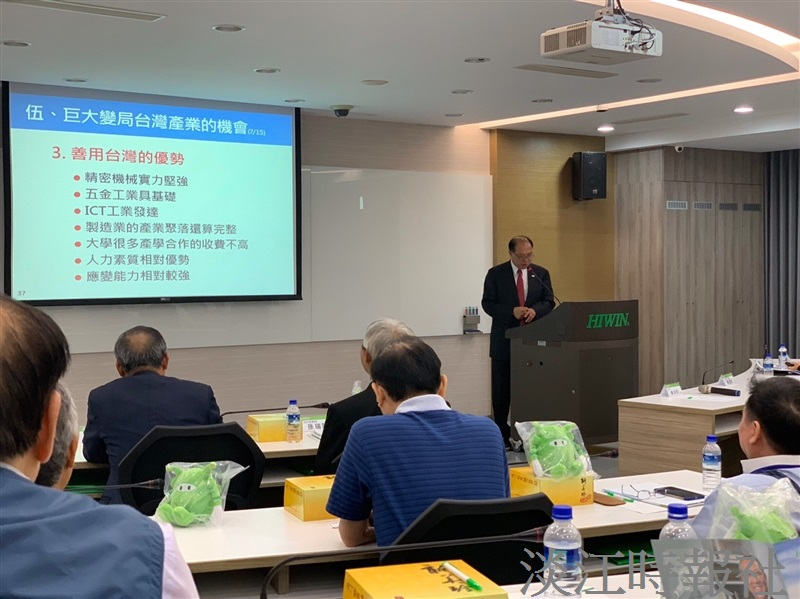 伍、巨大變局台灣產業的機會(7/15)
3. 善用台灣的優勢
● 精密機械實力堅強
● 五金工業具基礎
● ICT工業發達
● 製造業的產業聚落還算完整
● 大學很多產學合作的收費不高
● 人力素質相對優勢
● 應變能力相對較強
37
HIWIN
淡江時報社